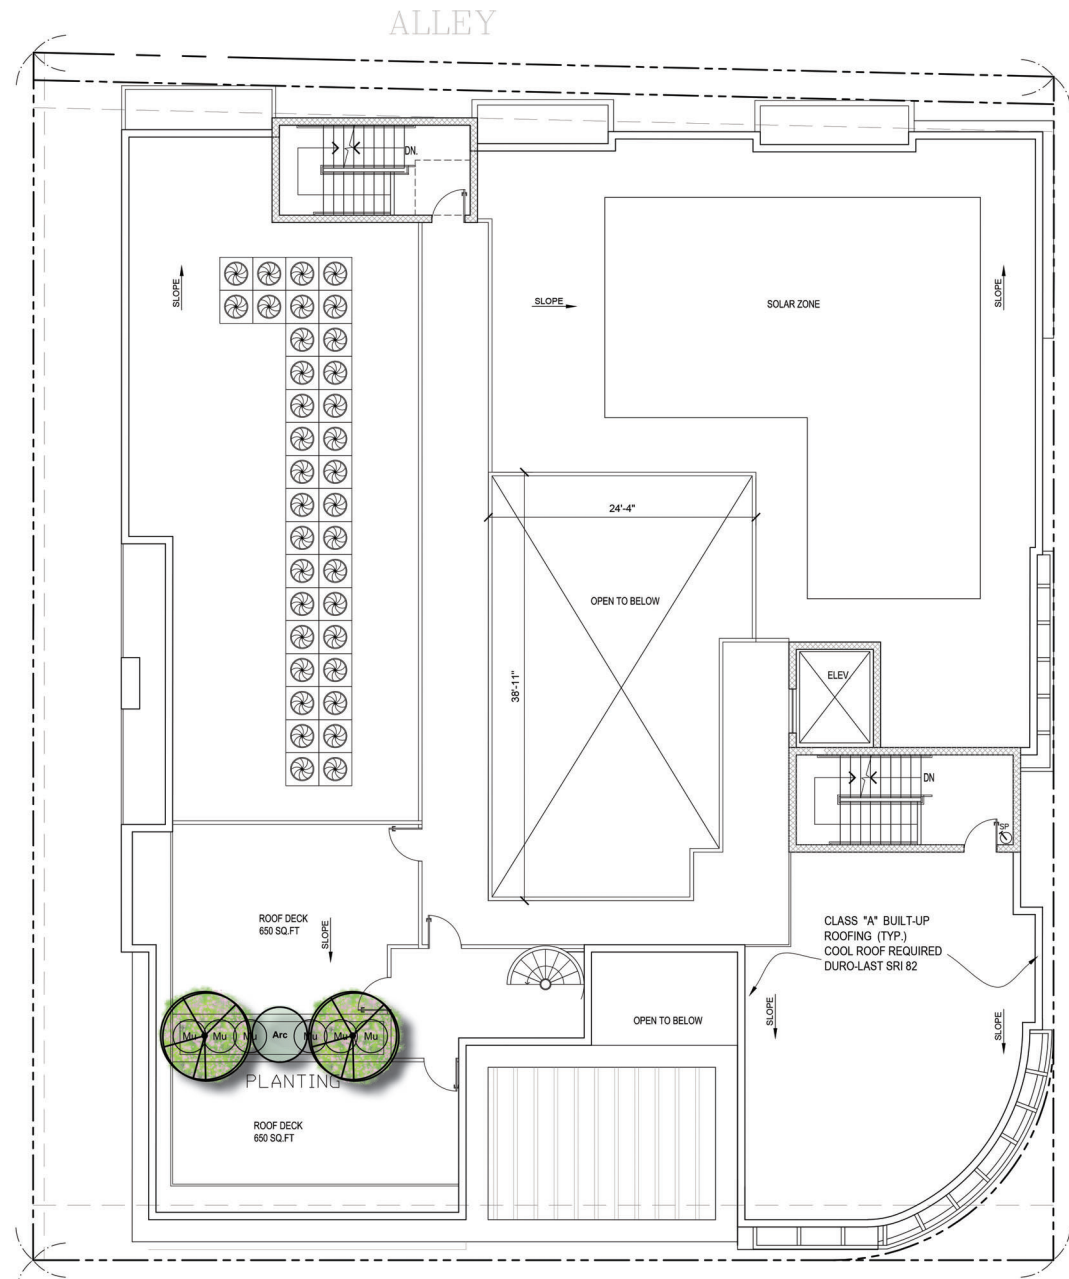 ALLEY
DN.
SLOPE
SLOPE
SOLAR ZONE
SLOPE
24'-4"
OPEN TO BELOW
38'-11"
ELEV.
DN
SP
ROOF DECK
650 SQ.FT
SLOPE
CLASS "A" BUILT-UP
ROOFING (TYP.)
COOL ROOF REQUIRED
DURO-LAST SRI 82
OPEN TO BELOW
SLOPE
SLOPE
Mu Mu Mu Arc Mu Mu Mu
PLANTING
ROOF DECK
650 SQ.FT